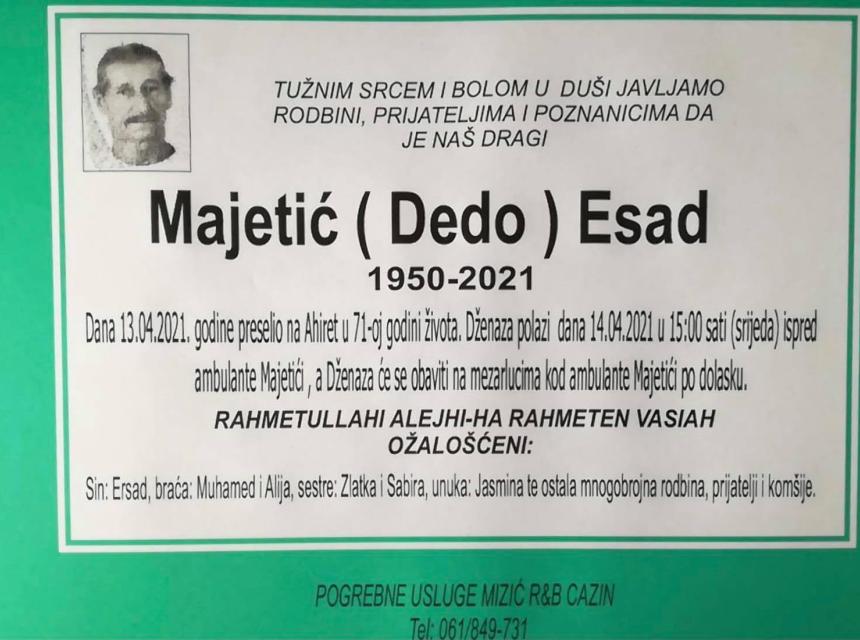 TUŽNIM SRCEM I BOLOM U DUŠI JAVLJAMO
RODBINI, PRIJATELJIMA I POZNANICIMA DA
JE NAŠ DRAGI
Majetić ( Dedo ) Esad
1950-2021
Dana 13.04.2021. godine preselio na Ahiret u 71-oj godini života. Dženaza polazi dana 14.04.2021 u 15:00 sati (srijeda) ispred
ambulante Majetići , a Dženaza će se obaviti na mezarlucima kod ambulante Majetići po dolasku.
RAHMETULLAHI ALEJHI-HA RAHMETEN VASIAH
OŽALOŠĆENI:
Sin: Ersad, braća: Muhamed i Alija, sestre: Zlatka i Sabira, unuka: Jasmina te ostala mnogobrojna rodbina, prijatelji i komšije.
POGREBNE USLUGE MIZIĆ R&B CAZIN
Tel: 061/849-731